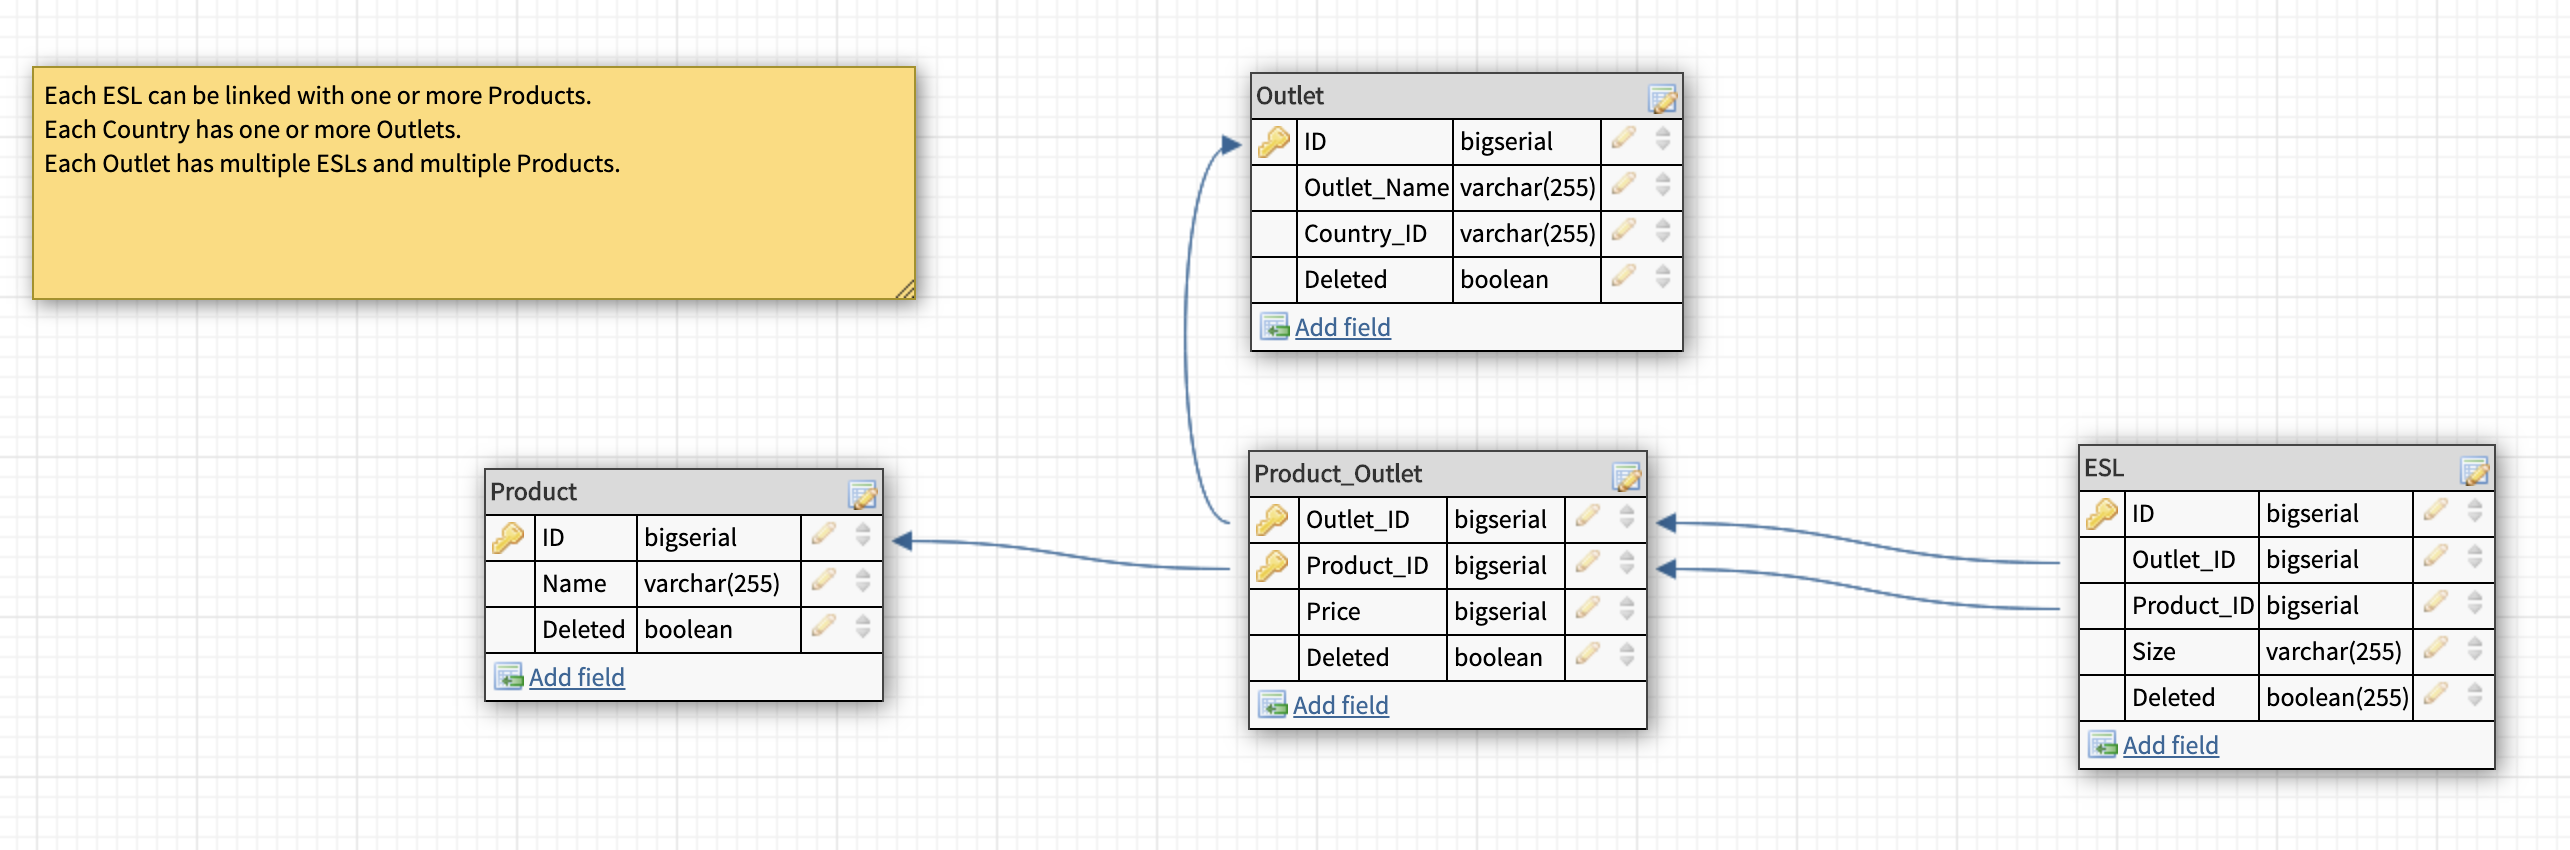 Each ESL can be linked with one or more Products.
Each Country has one or more Outlets.
Each Outlet has multiple ESLs and multiple Products.
Outlet
ID bigserial
Outlet_Name varchar(255)
Country_ID varchar(255)
Deleted boolean
Add field
Product
ID bigserial
Name varchar(255)
Deleted boolean
Add field
Product_Outlet
Outlet_ID bigserial
Product_ID bigserial
Price bigserial
Deleted boolean
Add field
ESL
ID bigserial
Outlet_ID bigserial
Product_ID bigserial
Size varchar(255)
Deleted boolean(255)
Add field